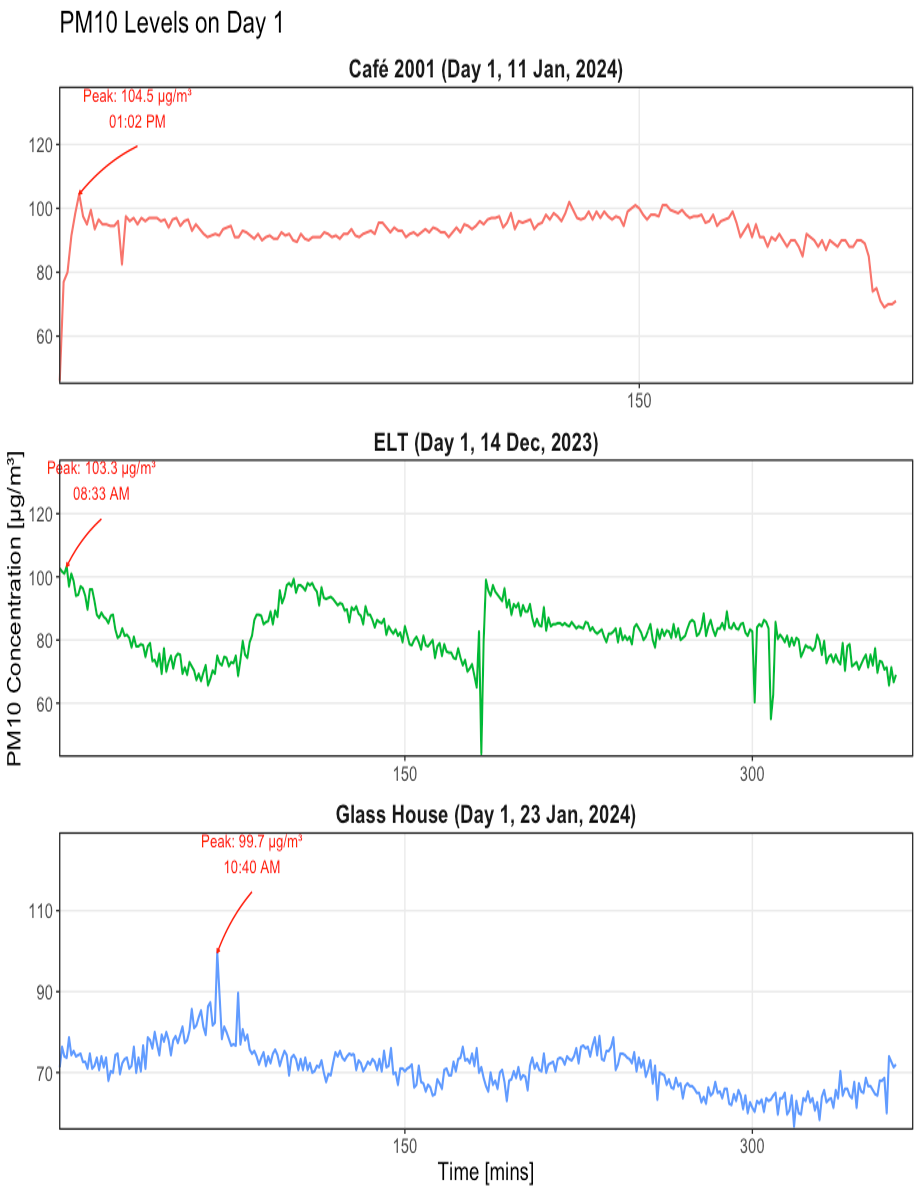 PM10 Levels on Day 1
Café 2001 (Day 1, 11 Jan, 2024)
Peak: 104.5 µg/m³
01:02 PM
120
100
80
60
150
ELT (Day 1, 14 Dec, 2023)
Peak: 103.3 µg/m³
08:33 AM
120
100
80
60
150
300
PM10 Concentration [µg/m³]
Glass House (Day 1, 23 Jan, 2024)
Peak: 99.7 µg/m³
10:40 AM
110
90
70
150
300
Time [mins]